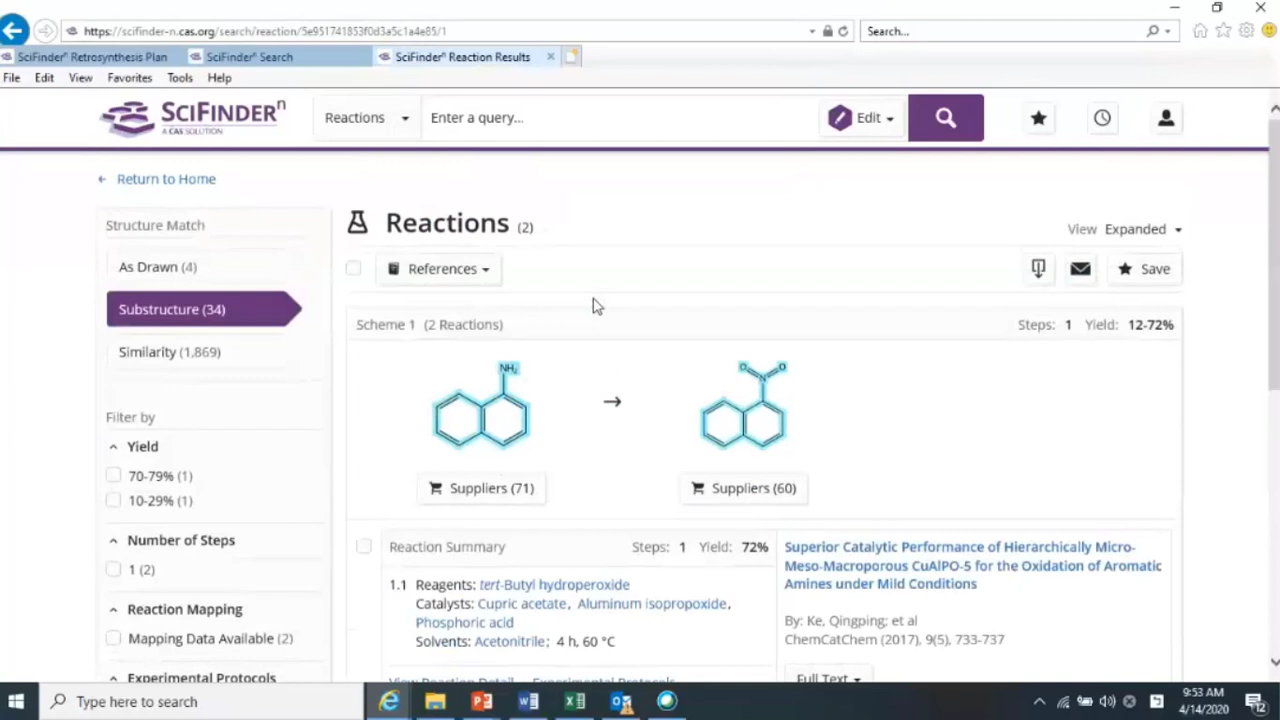 https://scifinder-n.cas.org/search/reaction/5e951741853f0d3a5c1a4e85/1
Search...
SciFinder® Retrosynthesis Plan
SciFinder® Search
SciFinder® Reaction Results
File Edit View Favorites Tools Help
SCIFINDERⁿ
A CAS SOLUTION
Reactions
Enter a query...
Edit
Return to Home
Structure Match
As Drawn (4)
Substructure (34)
Similarity (1,869)
Filter by
Yield
70-79% (1)
10-29% (1)
Number of Steps
1 (2)
Reaction Mapping
Mapping Data Available (2)
Experimental Protocols
Reactions (2)
View Expanded
References
Save
Scheme 1 (2 Reactions)
Steps: 1 Yield: 12-72%
NH₂
O O
N
Suppliers (71)
Suppliers (60)
Reaction Summary
Steps: 1 Yield: 72%
1.1 Reagents: tert-Butyl hydroperoxide
Catalysts: Cupric acetate, Aluminum isopropoxide,
Phosphoric acid
Solvents: Acetonitrile; 4 h, 60 °C
View Reaction Detail
Experimental Protocols
Superior Catalytic Performance of Hierarchically Micro-
Meso-Macroporous CuAlPO-5 for the Oxidation of Aromatic
Amines under Mild Conditions
By: Ke, Qingping; et al
ChemCatChem (2017), 9(5), 733-737
Full Text
Type here to search
9:53 AM
4/14/2020
12